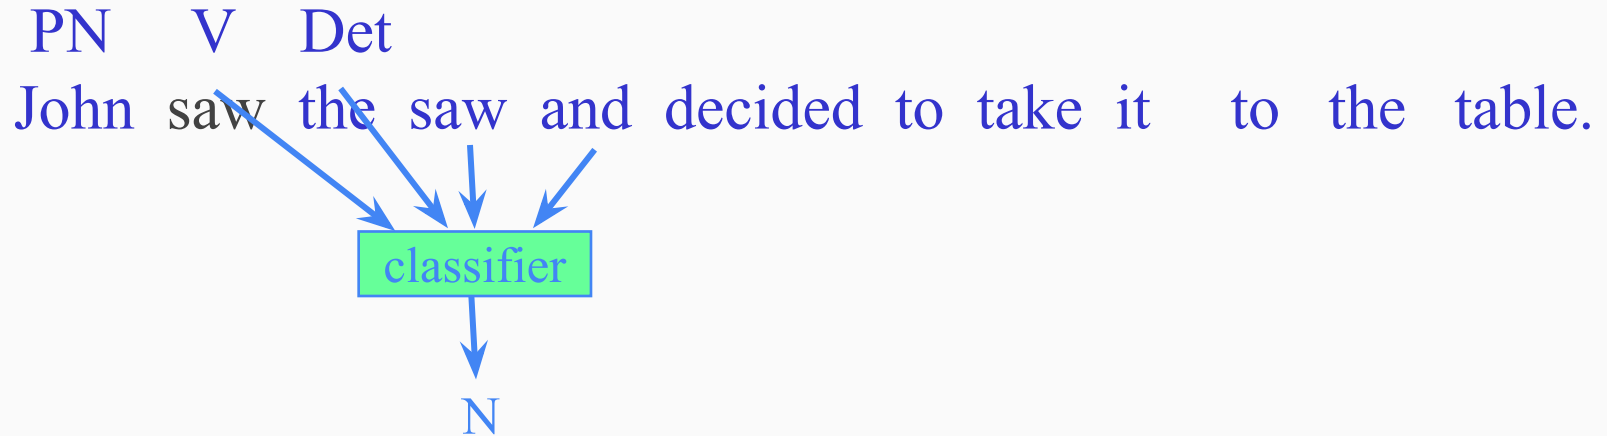 PN V Det
John saw the saw and decided to take it to the table.
classifier
N